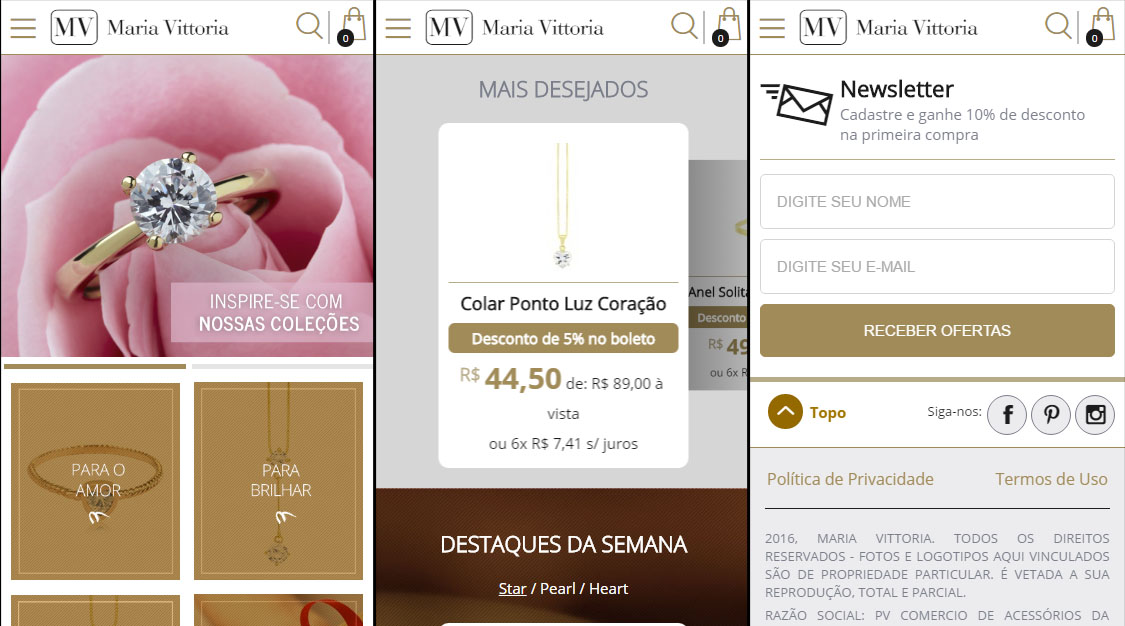 MV Maria Vittoria
0
INSPIRE-SE COM
NOSSAS COLEÇÕES
PARA O
AMOR
PARA
BRILHAR
MV Maria Vittoria
0
MAIS DESEJADOS
Colar Ponto Luz Coração
Desconto de 5% no boleto
R$ 44,50 de: R$ 89,00 à
vista
ou 6x R$ 7,41 s/ juros
Anel Solita
Desconto
R$ 49
ou 6x R
DESTAQUES DA SEMANA
Star / Pearl / Heart
MV Maria Vittoria
0
Newsletter
Cadastre e ganhe 10% de desconto
na primeira compra
DIGITE SEU NOME
DIGITE SEU E-MAIL
RECEBER OFERTAS
Topo
Siga-nos:
Política de Privacidade
Termos de Uso
2016, MARIA VITTORIA. TODOS OS DIREITOS
RESERVADOS - FOTOS E LOGOTIPOS AQUI VINCULADOS
SÃO DE PROPRIEDADE PARTICULAR. É VETADA A SUA
REPRODUÇÃO, TOTAL E PARCIAL.
RAZÃO SOCIAL: PV COMERCIO DE ACESSÓRIOS DA